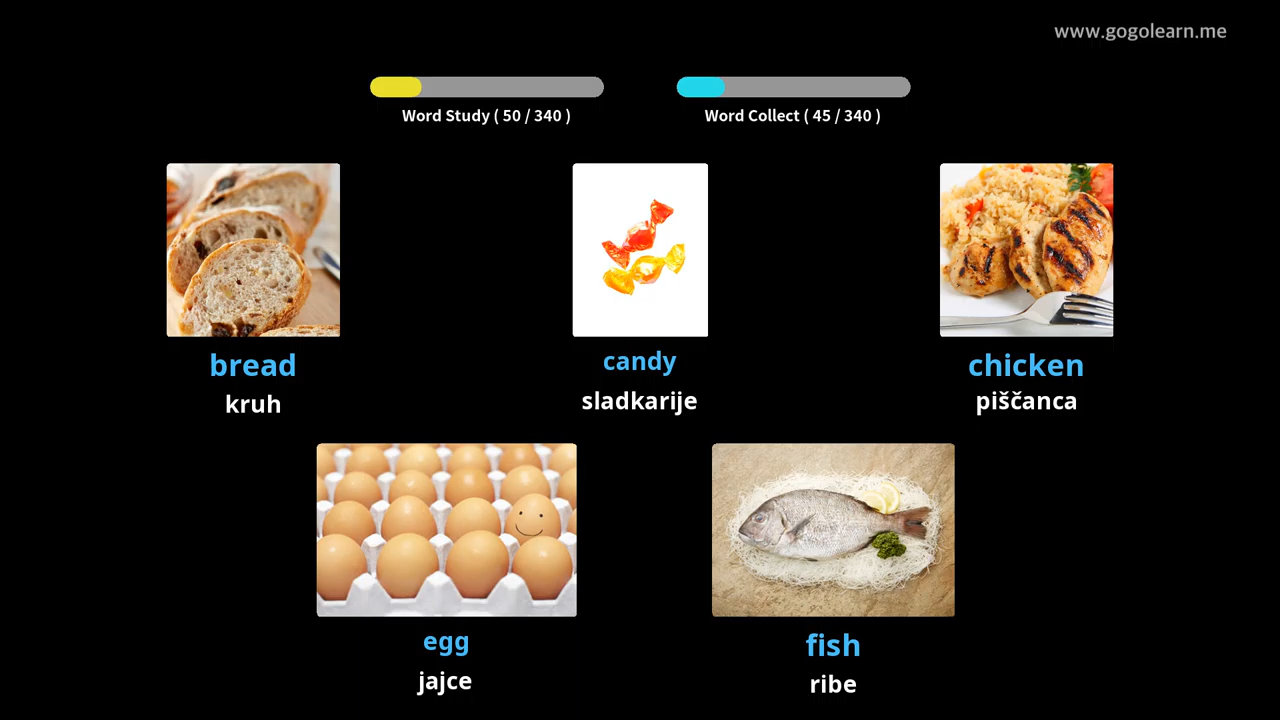 www.gogolearn.me
Word Study ( 50 / 340 )
Word Collect ( 45 / 340 )
bread
kruh
candy
sladkarije
chicken
piščanca
egg
jajce
fish
ribe